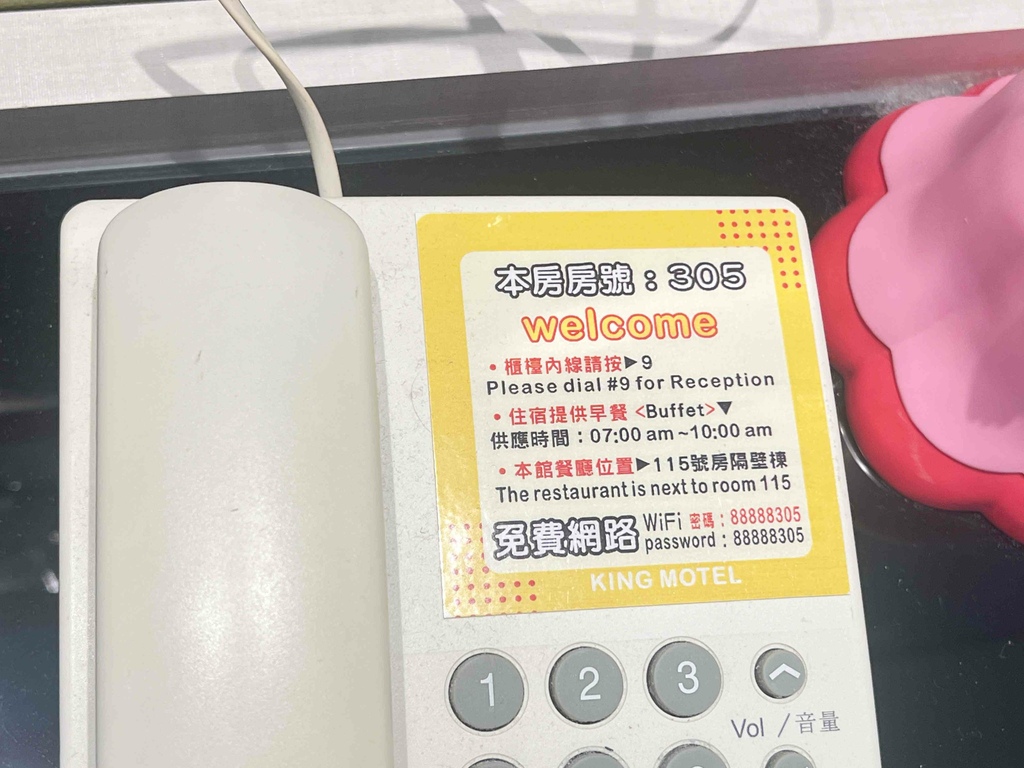 本房房號：305
welcome
•櫃檯內線請按▶9
Please dial #9 for Reception
•住宿提供早餐 <Buffet>▼
供應時間：07:00 am~10:00 am
•本館餐廳位置▶115號房隔壁棟
The restaurant is next to room 115
免費網路 WiFi 密碼：88888305
password : 88888305
KING MOTEL
1 2 3
Vol /音量